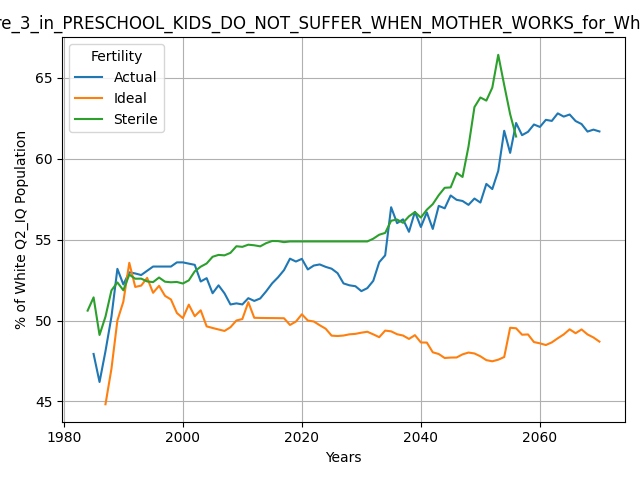 re_3_in_PRESCHOOL_KIDS_DO_NOT_SUFFER_WHEN_MOTHER_WORKS_for_Wh
Fertility
Actual
Ideal
Sterile
% of White Q2_IQ Population
65
60
55
50
45
1980
2000
2020
2040
2060
Years